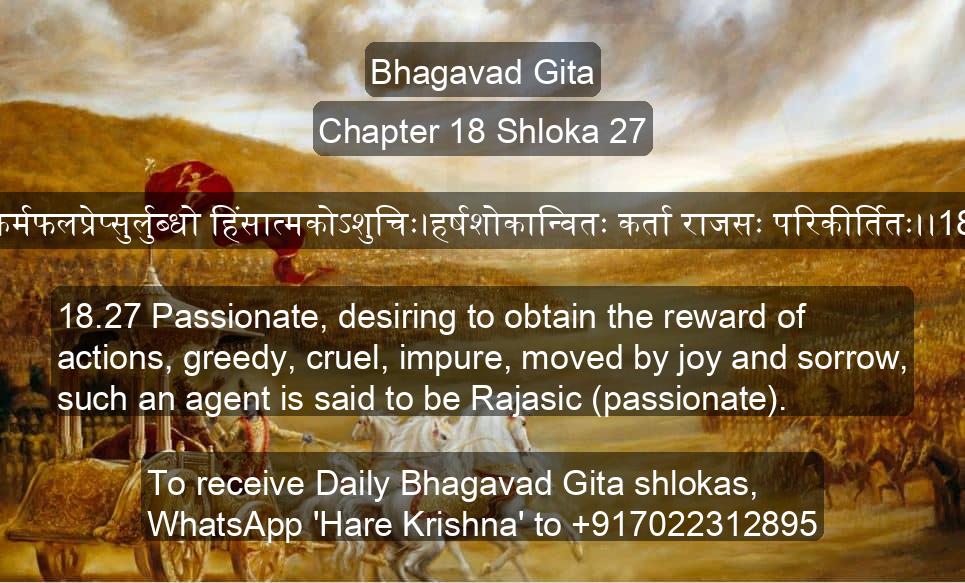 Bhagavad Gita
Chapter 18 Shloka 27
कर्मफलप्रेप्सुर्लुब्धो हिंसात्मकोऽशुचिः।हर्षशोकान्वितः कर्ता राजसः परिकीर्तितः।।18
18.27 Passionate, desiring to obtain the reward of
actions, greedy, cruel, impure, moved by joy and sorrow,
such an agent is said to be Rajasic (passionate).
To receive Daily Bhagavad Gita shlokas,
WhatsApp 'Hare Krishna' to +917022312895